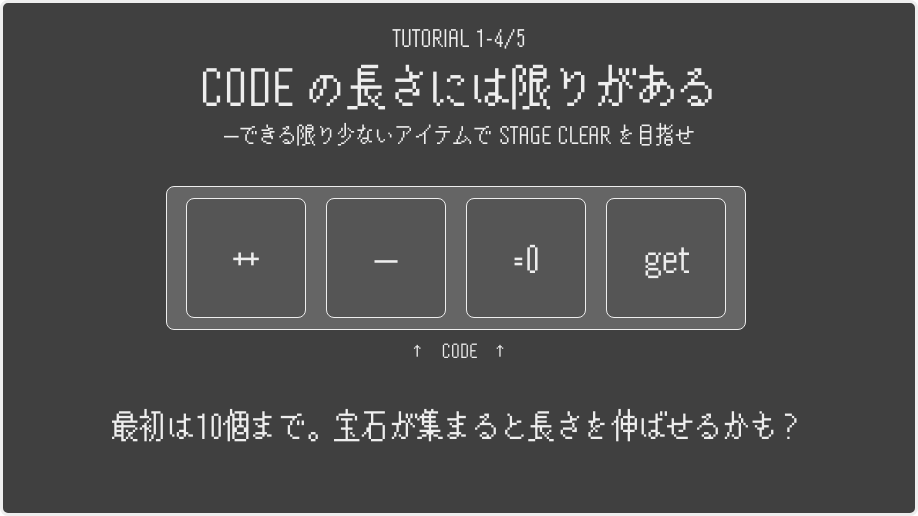 TUTORIAL 1-4/5
CODE の長さには限りがある
—できる限り少ないアイテムで STAGE CLEAR を目指せ
++
—
=0
get
↑ CODE ↑
最初は10個まで。宝石が集まると長さを伸ばせるかも？